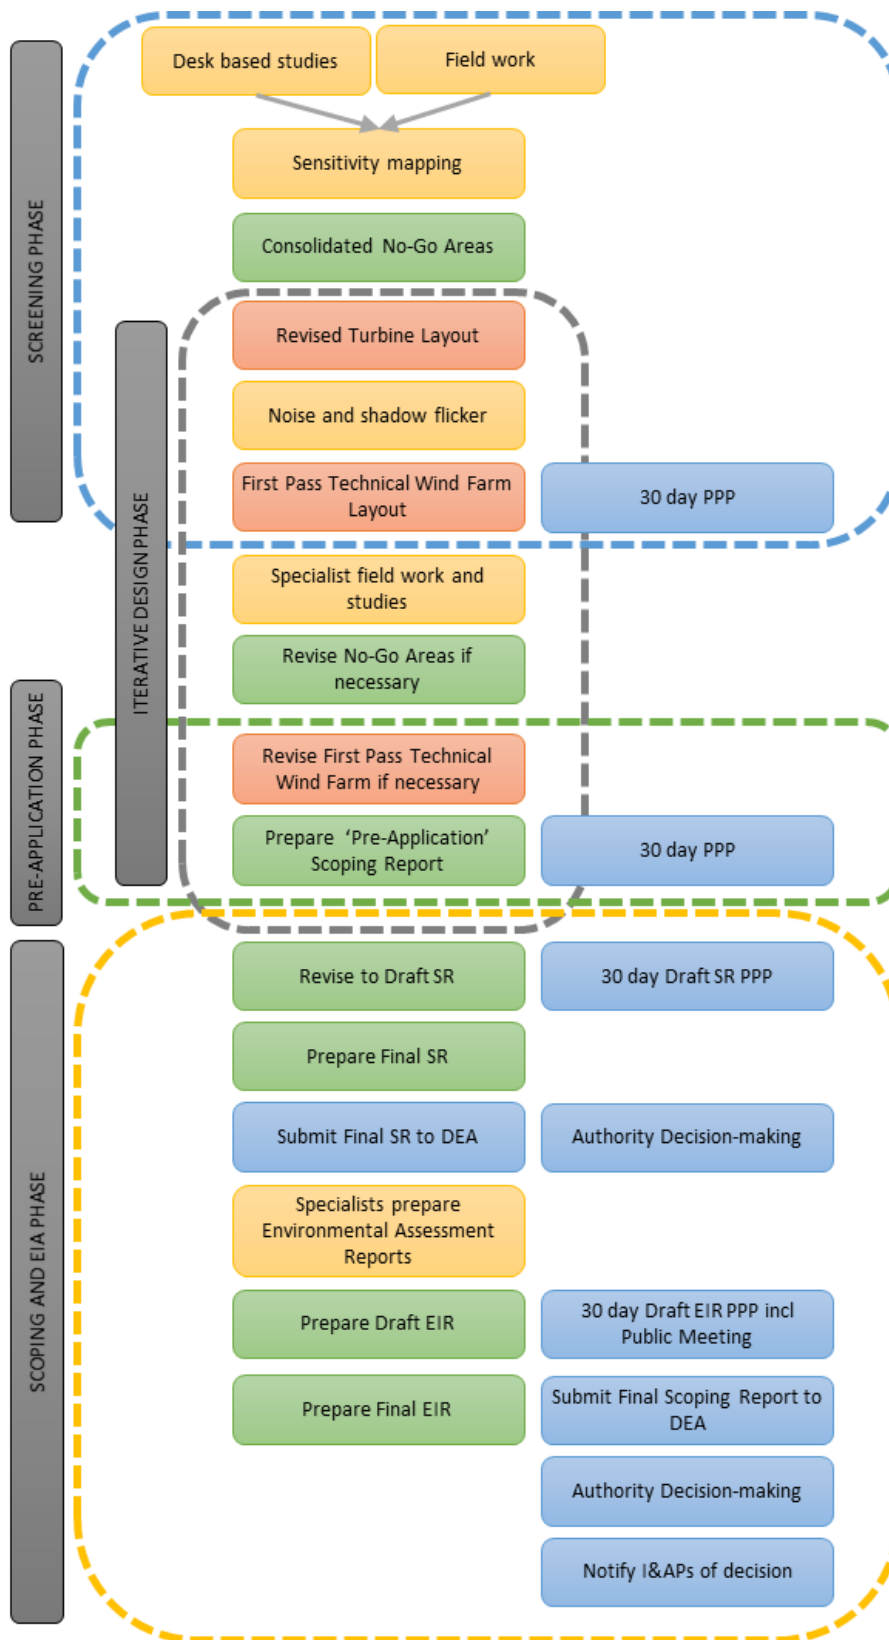 SCREENING PHASE
Desk based studies
Field work
Sensitivity mapping
Consolidated No-Go Areas
ITERATIVE DESIGN PHASE
Revised Turbine Layout
Noise and shadow flicker
First Pass Technical Wind Farm
Layout
30 day PPP
Specialist field work and
studies
Revise No-Go Areas if
necessary
PRE-APPLICATION PHASE
Revise First Pass Technical
Wind Farm if necessary
Prepare ‘Pre-Application’
Scoping Report
30 day PPP
SCOPING AND EIA PHASE
Revise to Draft SR
30 day Draft SR PPP
Prepare Final SR
Submit Final SR to DEA
Authority Decision-making
Specialists prepare
Environmental Assessment
Reports
Prepare Draft EIR
30 day Draft EIR PPP incl
Public Meeting
Prepare Final EIR
Submit Final Scoping Report to
DEA
Authority Decision-making
Notify I&APs of decision